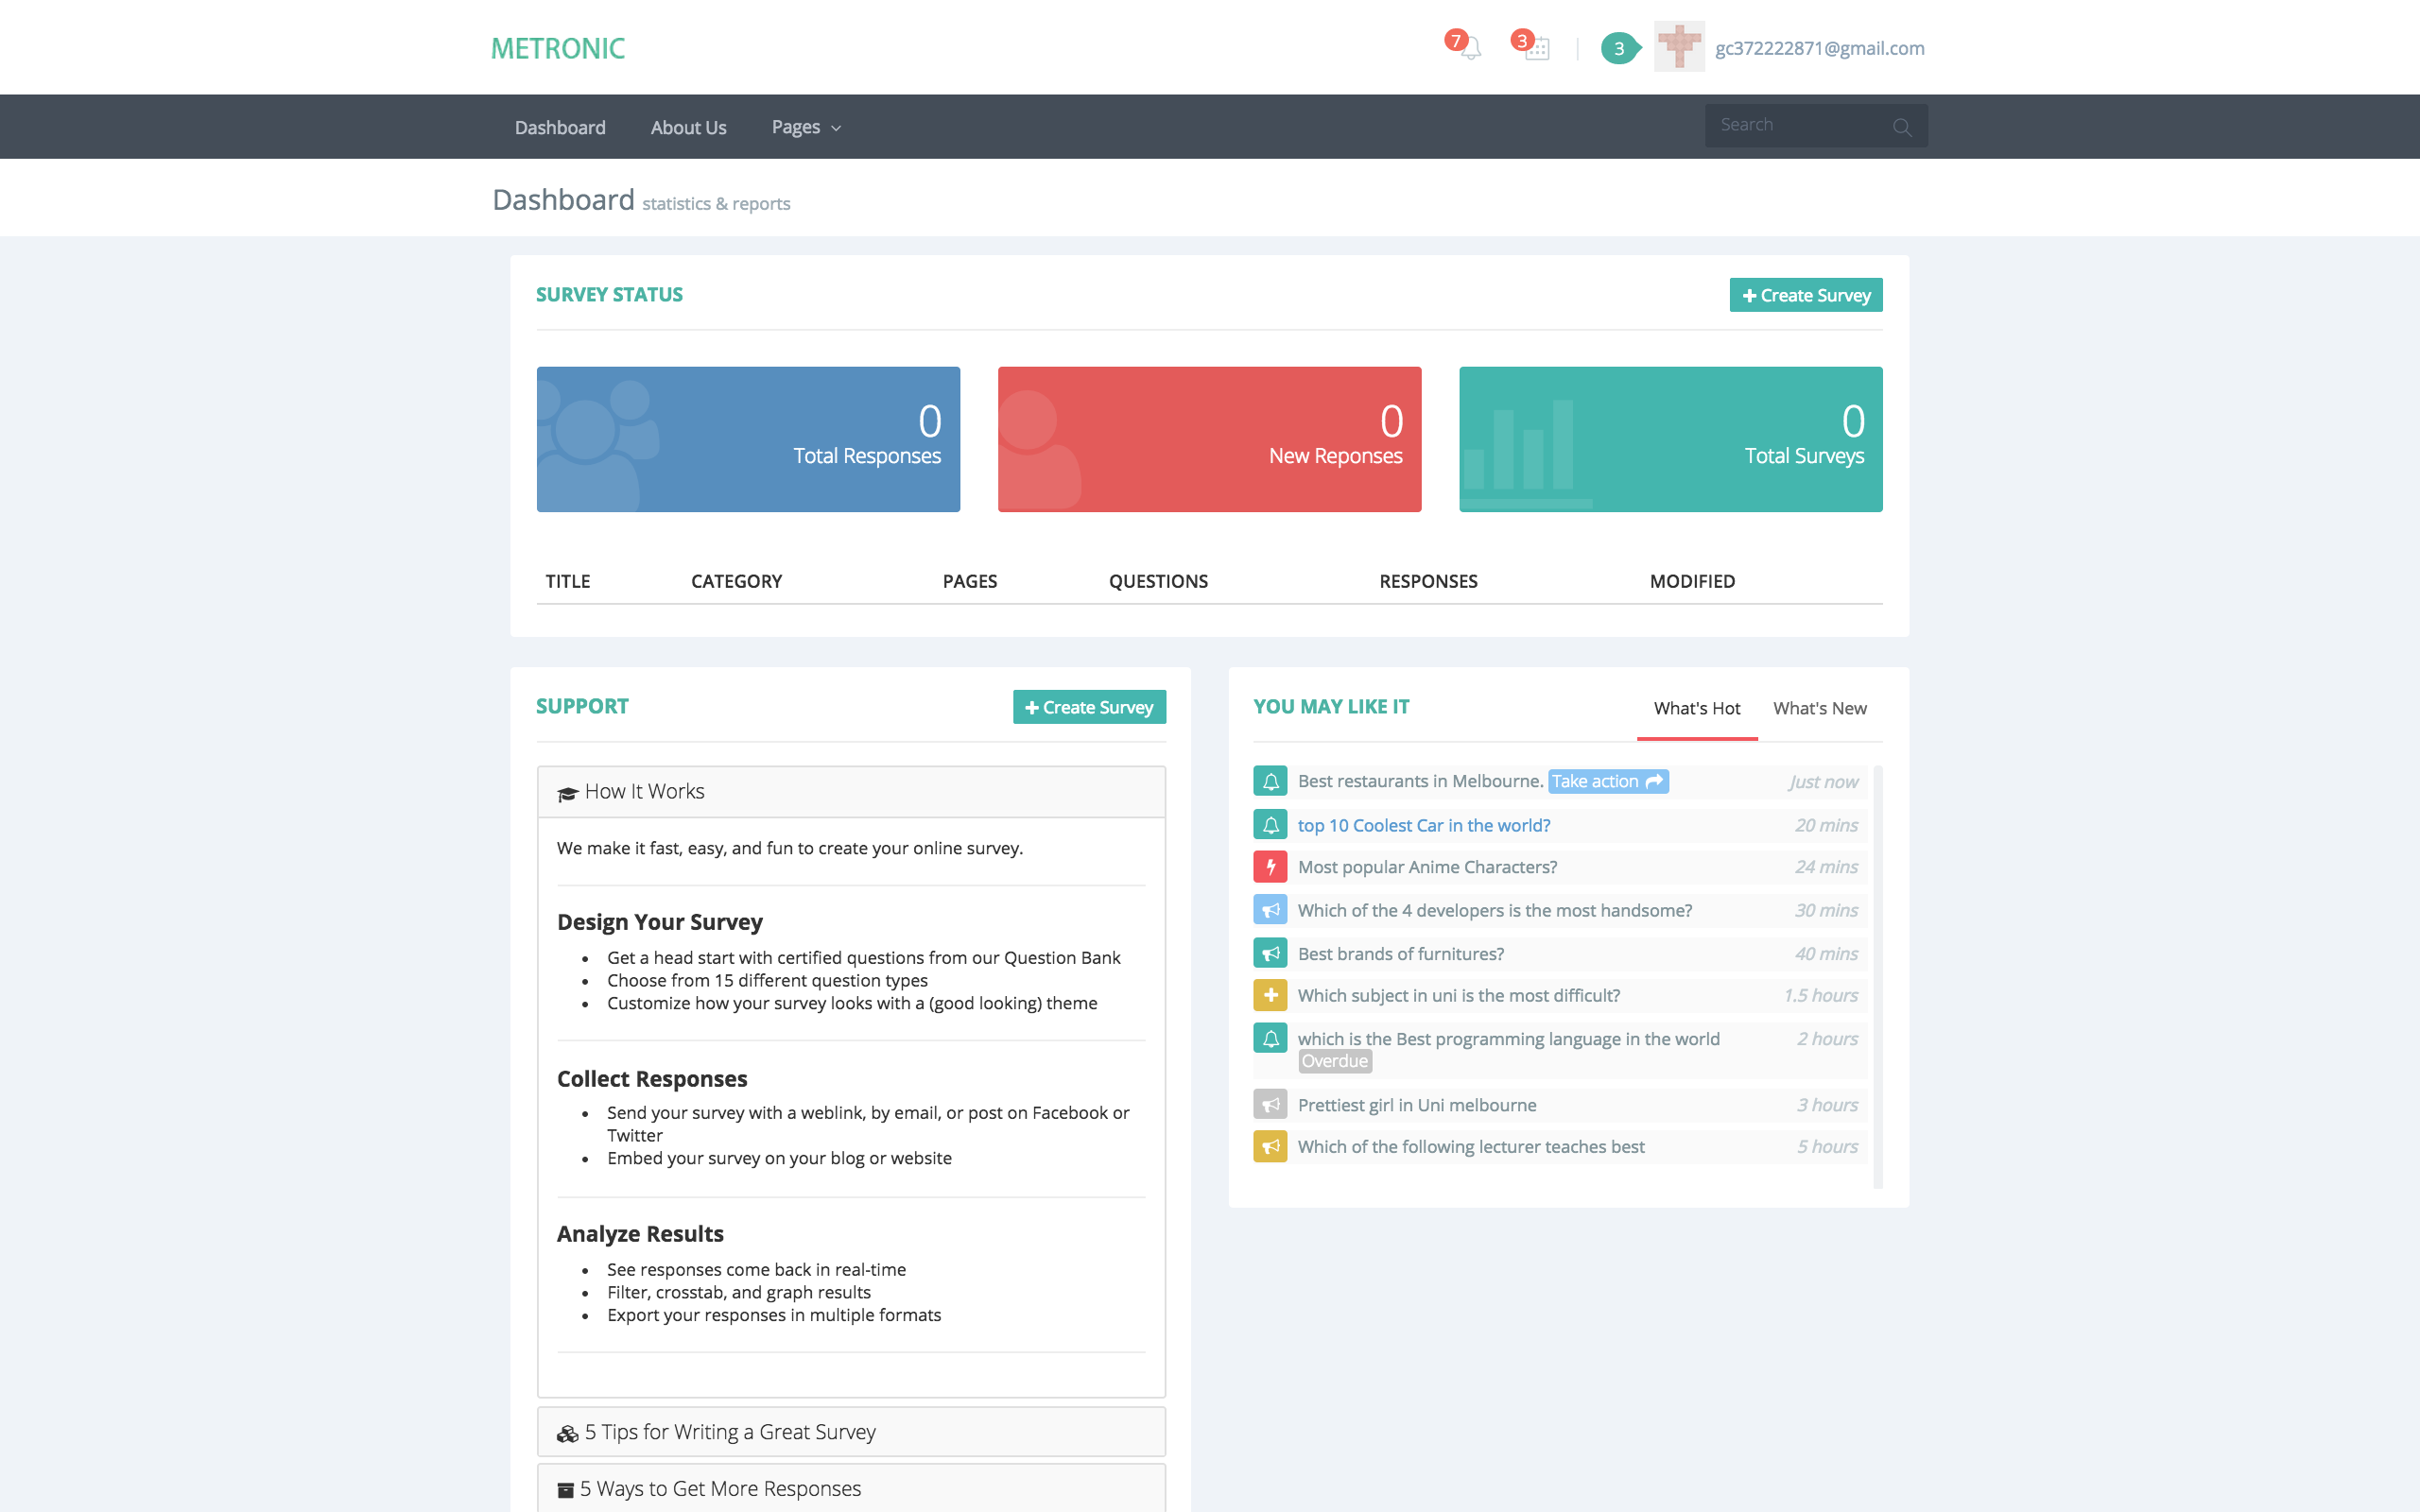 METRONIC
7
3
3
gc372222871@gmail.com
Dashboard
About Us
Pages
Search
Dashboard statistics & reports
SURVEY STATUS
Create Survey
0
Total Responses
0
New Reponses
0
Total Surveys
TITLE CATEGORY PAGES QUESTIONS RESPONSES MODIFIED
SUPPORT
Create Survey
How It Works
We make it fast, easy, and fun to create your online survey.
Design Your Survey
Get a head start with certified questions from our Question Bank
Choose from 15 different question types
Customize how your survey looks with a (good looking) theme
Collect Responses
Send your survey with a weblink, by email, or post on Facebook or
Twitter
Embed your survey on your blog or website
Analyze Results
See responses come back in real-time
Filter, crosstab, and graph results
Export your responses in multiple formats
5 Tips for Writing a Great Survey
5 Ways to Get More Responses
YOU MAY LIKE IT
What's Hot
What's New
Best restaurants in Melbourne. Take action Just now
top 10 Coolest Car in the world? 20 mins
Most popular Anime Characters? 24 mins
Which of the 4 developers is the most handsome? 30 mins
Best brands of furnitures? 40 mins
Which subject in uni is the most difficult? 1.5 hours
which is the Best programming language in the world 2 hours
Overdue
Prettiest girl in Uni melbourne 3 hours
Which of the following lecturer teaches best 5 hours